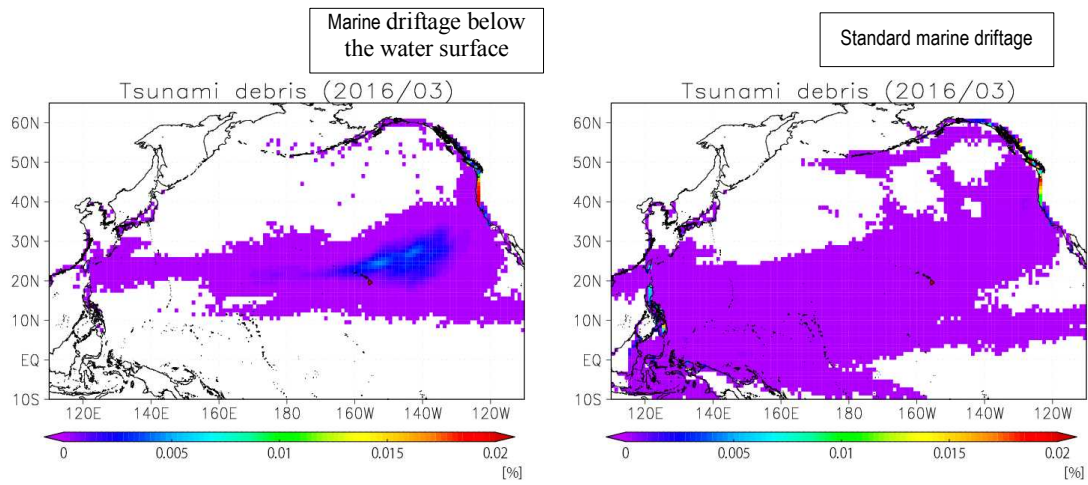 Marine driftage below
the water surface
Standard marine driftage
Tsunami debris (2016/03)
60N
50N
40N
30N
20N
10N
EQ
10S
120E 140E 160E 180 160W 140W 120W
0 0.005 0.01 0.015 0.02
[%]
Tsunami debris (2016/03)
60N
50N
40N
30N
20N
10N
EQ
10S
120E 140E 160E 180 160W 140W 120W
0 0.005 0.01 0.015 0.02
[%]